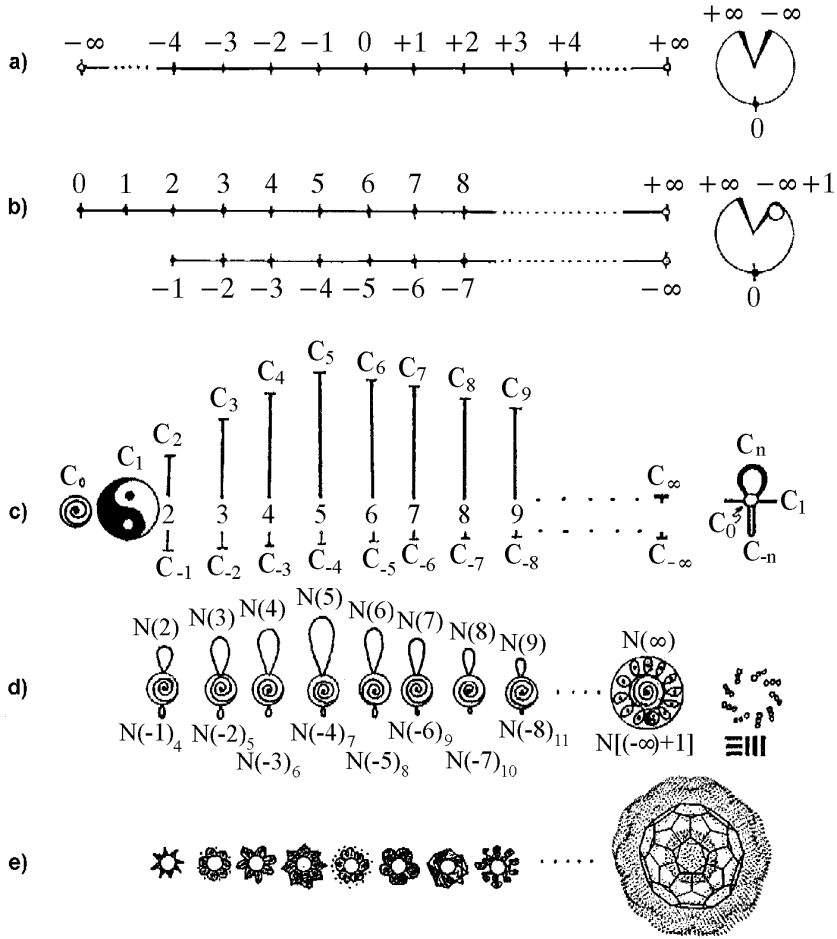 −∞ −4 −3 −2 −1 0 +1 +2 +3 +4 +∞ +∞ −∞
a)
0
0 1 2 3 4 5 6 7 8 +∞ +∞ −∞+1
b)
0
−1 −2 −3 −4 −5 −6 −7 −∞
C₀ C₁ C₂ C₃ C₄ C₅ C₆ C₇ C₈ C₉ C∞ Cn
c) 2 3 4 5 6 7 8 9 C₁
C₀
C₋₁ C₋₂ C₋₃ C₋₄ C₋₅ C₋₆ C₋₇ C₋₈ C₋∞ C₋n
N(2) N(3) N(4) N(5) N(6) N(7) N(8) N(9) N(∞)
d)
N(-1)₄ N(-2)₅ N(-3)₆ N(-4)₇ N(-5)₈ N(-6)₉ N(-7)₁₀ N(-8)₁₁ N[(-∞)+1]
e)